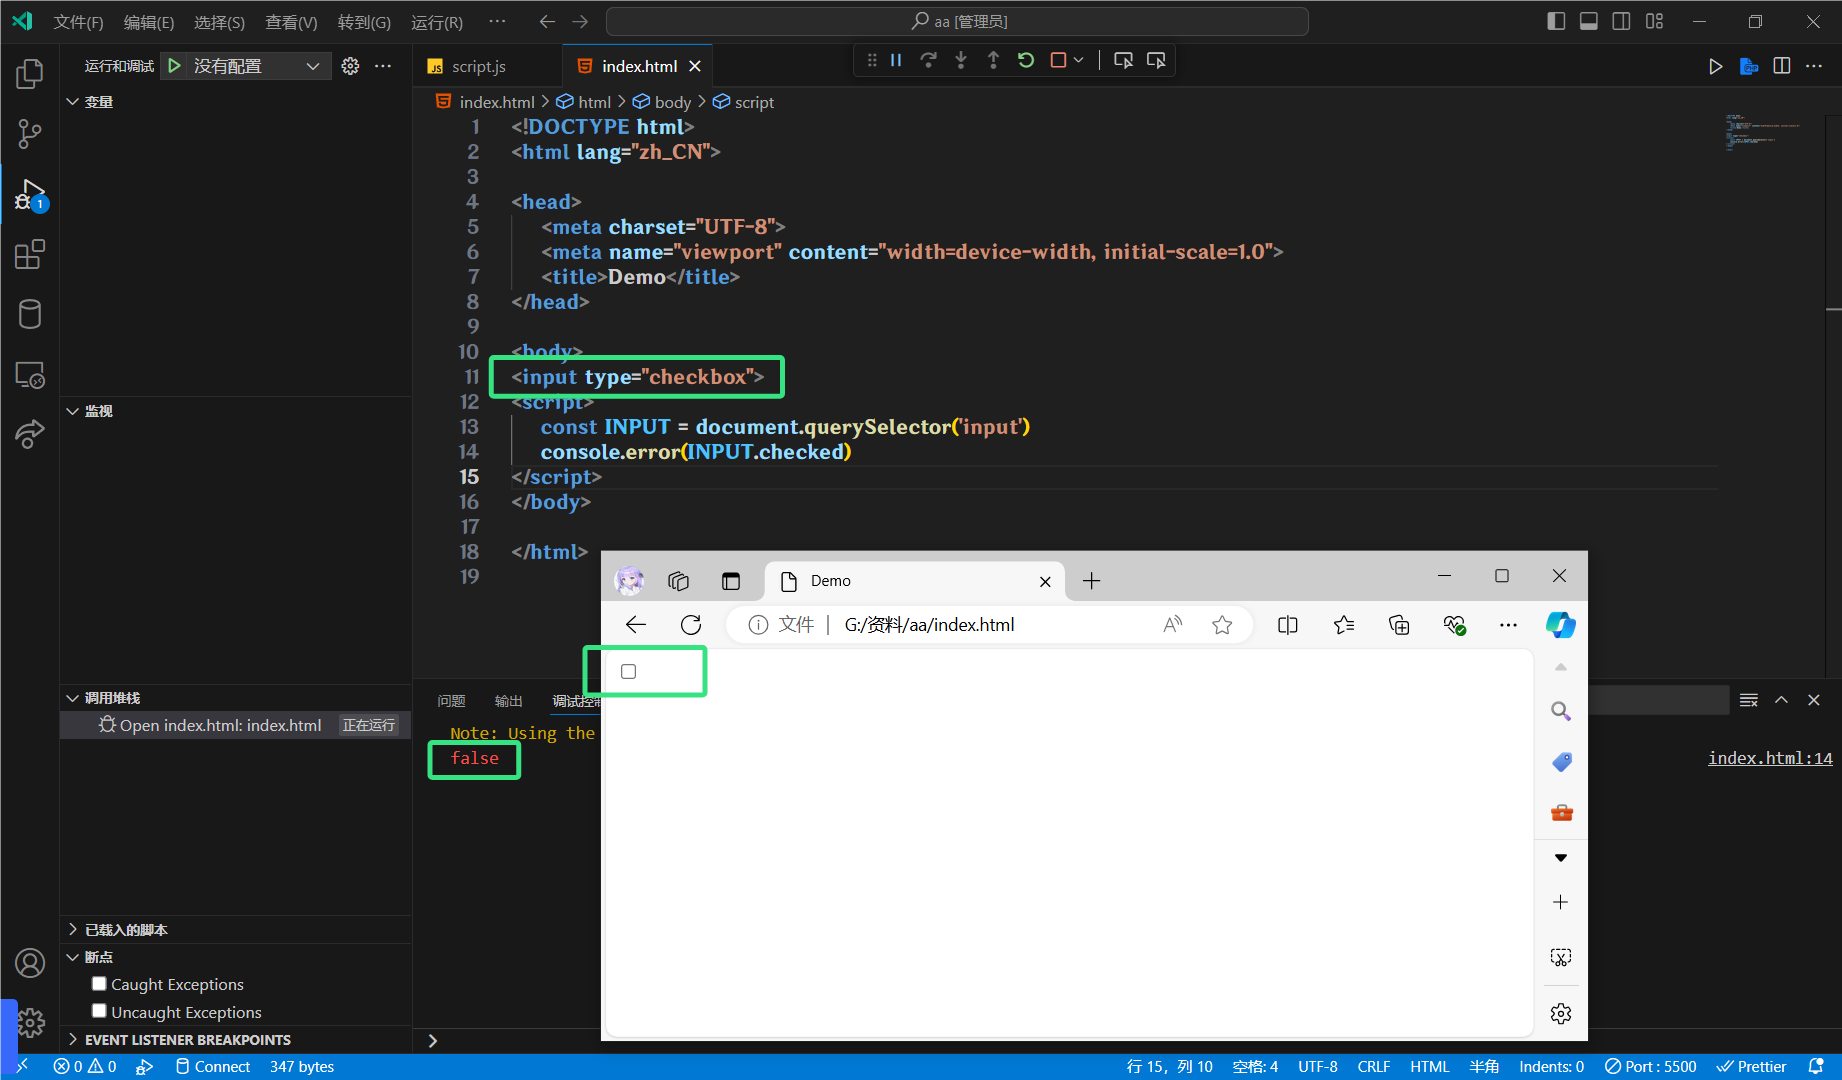 文件(F) 编辑(E) 选择(S) 查看(V) 转到(G) 运行(R) ··· aa [管理员]
运行和调试 没有配置 ···
JS script.js index.html
变量
index.html > html > body > script
1 <!DOCTYPE html>
2 <html lang="zh_CN">
3
4 <head>
5 <meta charset="UTF-8">
6 <meta name="viewport" content="width=device-width, initial-scale=1.0">
7 <title>Demo</title>
8 </head>
9
10 <body>
11 <input type="checkbox">
12 <script>
13 const INPUT = document.querySelector('input')
14 console.error(INPUT.checked)
15 </script>
16 </body>
17
18 </html>
19
监视
调用堆栈
Open index.html: index.html 正在运行
已载入的脚本
断点
Caught Exceptions
Uncaught Exceptions
EVENT LISTENER BREAKPOINTS
问题 输出 调试控制
Note: Using the
false
index.html:14
Demo
文件 | G:/资料/aa/index.html
1
0 0 Connect 347 bytes 行 15，列 10 空格: 4 UTF-8 CRLF HTML 半角 Indents: 0 Port : 5500 Prettier